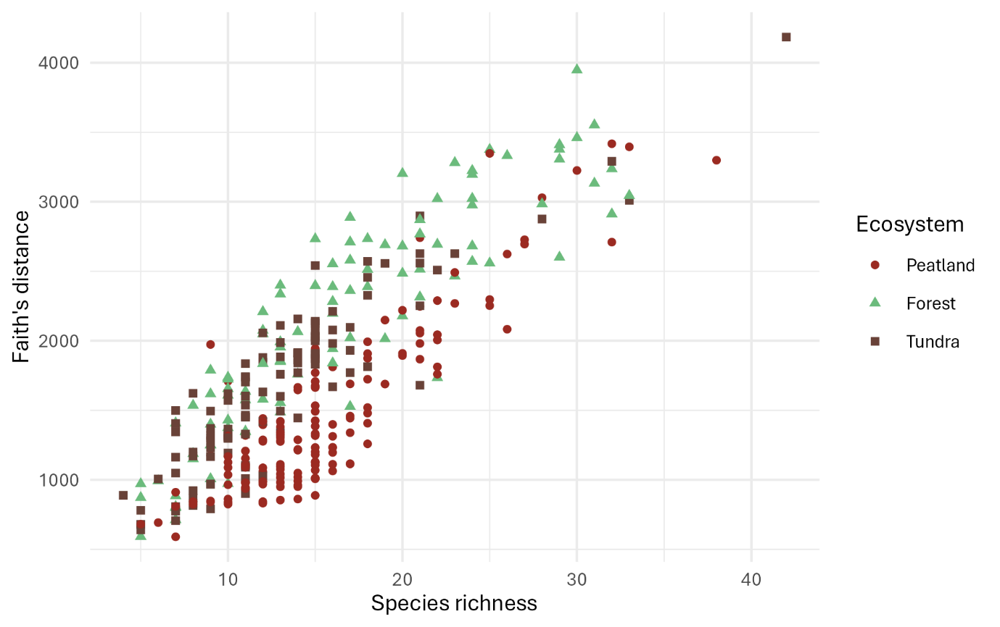 4000
3000
2000
1000
Faith's distance
10 20 30 40
Species richness
Ecosystem
Peatland
Forest
Tundra